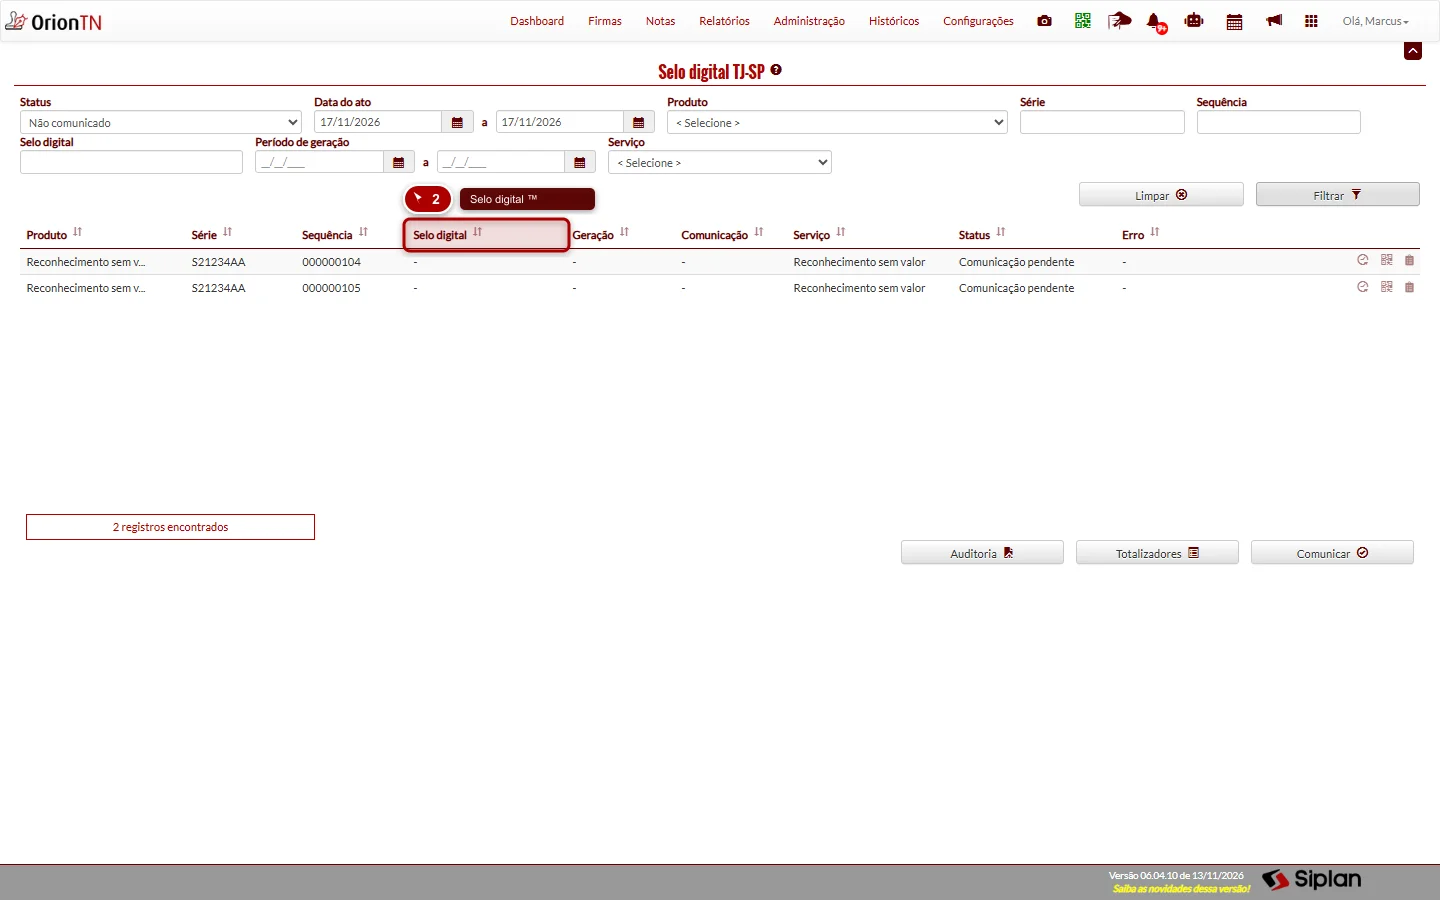 OrionTN
Dashboard Firmas Notas Relatórios Administração Históricos Configurações 9+ Olá, Marcus
Selo digital TJ-SP
Status Data do ato Produto Série Sequência
Não comunicado 17/11/2026 a 17/11/2026 < Selecione >
Selo digital Período de geração Serviço
__/__/____ a __/__/____ < Selecione >
Limpar Filtrar
2 Selo digital ™
Produto Série Sequência Selo digital Geração Comunicação Serviço Status Erro
Reconhecimento sem v... S21234AA 000000104 - - - Reconhecimento sem valor Comunicação pendente -
Reconhecimento sem v... S21234AA 000000105 - - - Reconhecimento sem valor Comunicação pendente -
2 registros encontrados
Auditoria Totalizadores Comunicar
Versão 06.04.10 de 13/11/2026
Saiba as novidades dessa versão!
Siplan